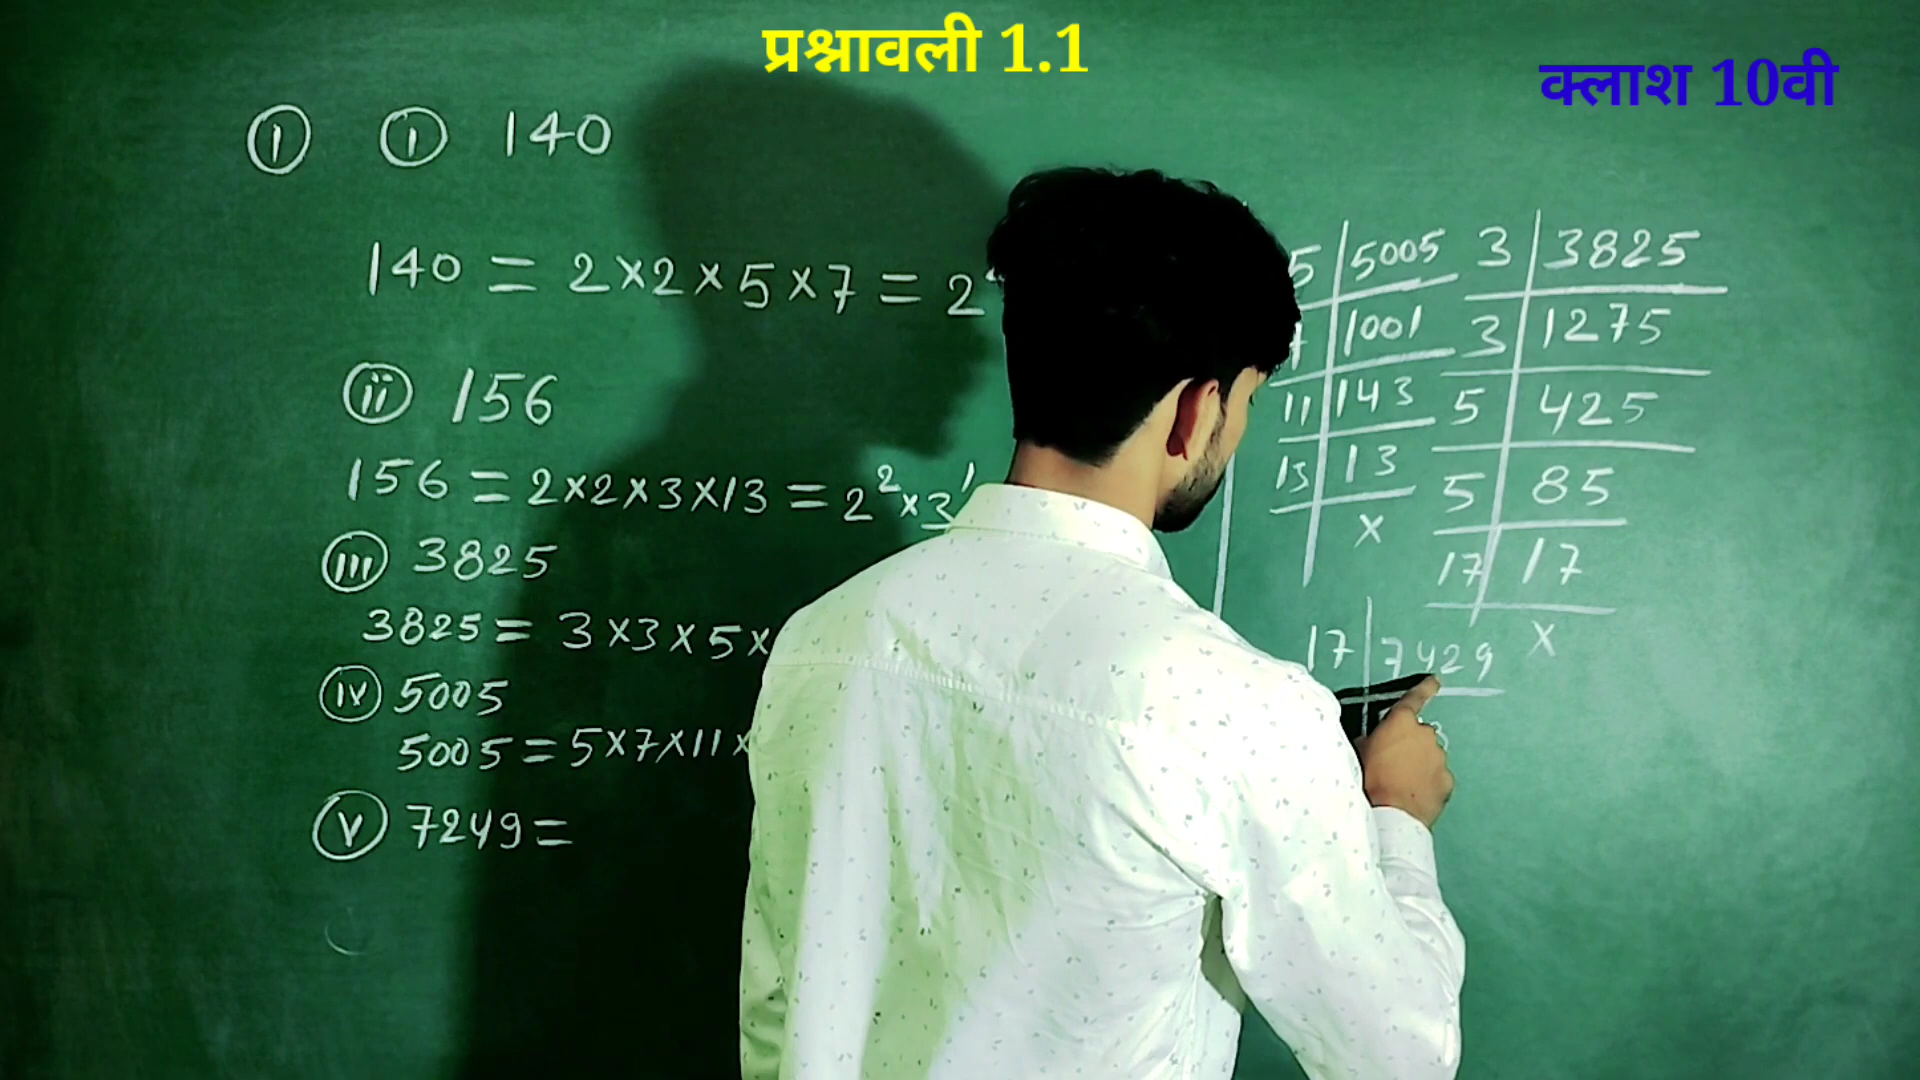 प्रश्नावली 1.1
क्लाश 10वी
① ① 140
140 = 2×2×5×7 = 2
ⅱ 156
156 = 2×2×3×13 = 2²×3¹
ⅲ 3825
3825 = 3×3×5×
ⅳ 5005
5005 = 5×7×11×
ⅴ 7249 =
5 | 5005
7 | 1001
11 | 143
13 | 13
x
3 | 3825
3 | 1275
5 | 425
5 | 85
17 | 17
x
17 | 7429